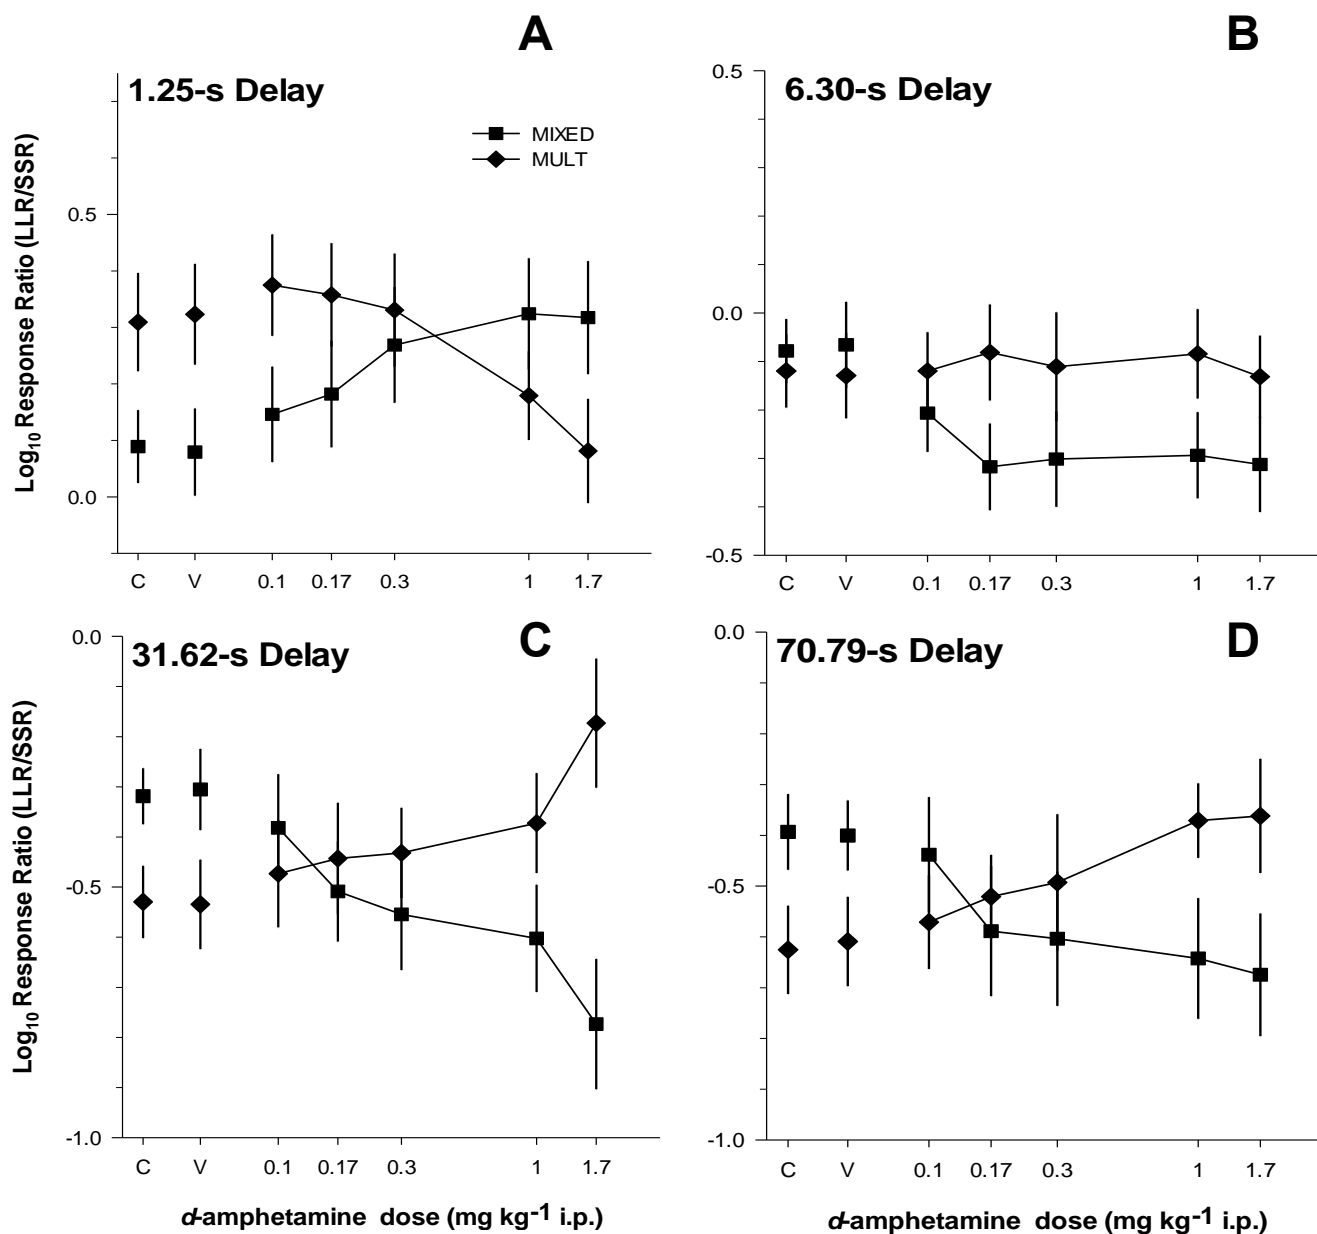 A
1.25-s Delay
MIXED
MULT
Log10 Response Ratio (LLR/SSR)
0.5
0.0
C V 0.1 0.17 0.3 1 1.7
B
6.30-s Delay
0.5
0.0
-0.5
C V 0.1 0.17 0.3 1 1.7
C
31.62-s Delay
Log10 Response Ratio (LLR/SSR)
0.0
-0.5
-1.0
C V 0.1 0.17 0.3 1 1.7
d-amphetamine dose (mg kg-1 i.p.)
D
70.79-s Delay
0.0
-0.5
-1.0
C V 0.1 0.17 0.3 1 1.7
d-amphetamine dose (mg kg-1 i.p.)